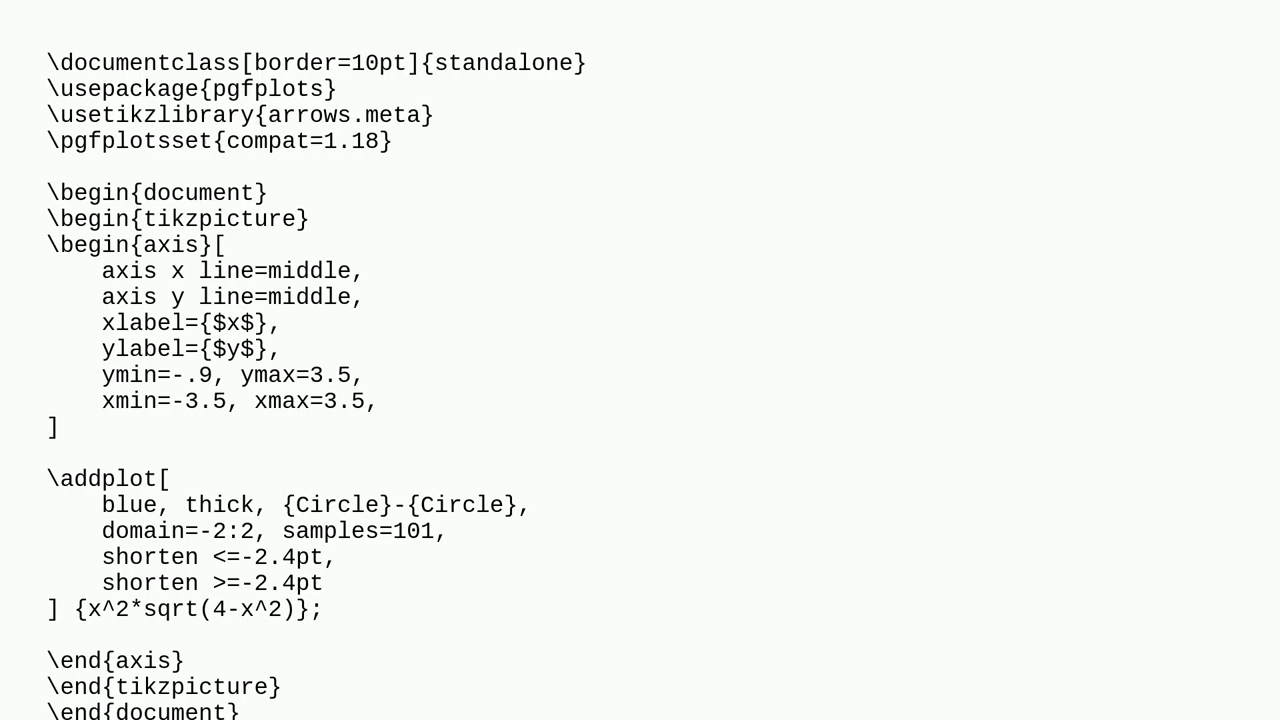 \documentclass[border=10pt]{standalone}
\usepackage{pgfplots}
\usetikzlibrary{arrows.meta}
\pgfplotsset{compat=1.18}

\begin{document}
\begin{tikzpicture}
\begin{axis}[
    axis x line=middle,
    axis y line=middle,
    xlabel={$x$},
    ylabel={$y$},
    ymin=-.9, ymax=3.5,
    xmin=-3.5, xmax=3.5,
]

\addplot[
    blue, thick, {Circle}-{Circle},
    domain=-2:2, samples=101,
    shorten <=-2.4pt,
    shorten >=-2.4pt
] {x^2*sqrt(4-x^2)};

\end{axis}
\end{tikzpicture}
\end{document}